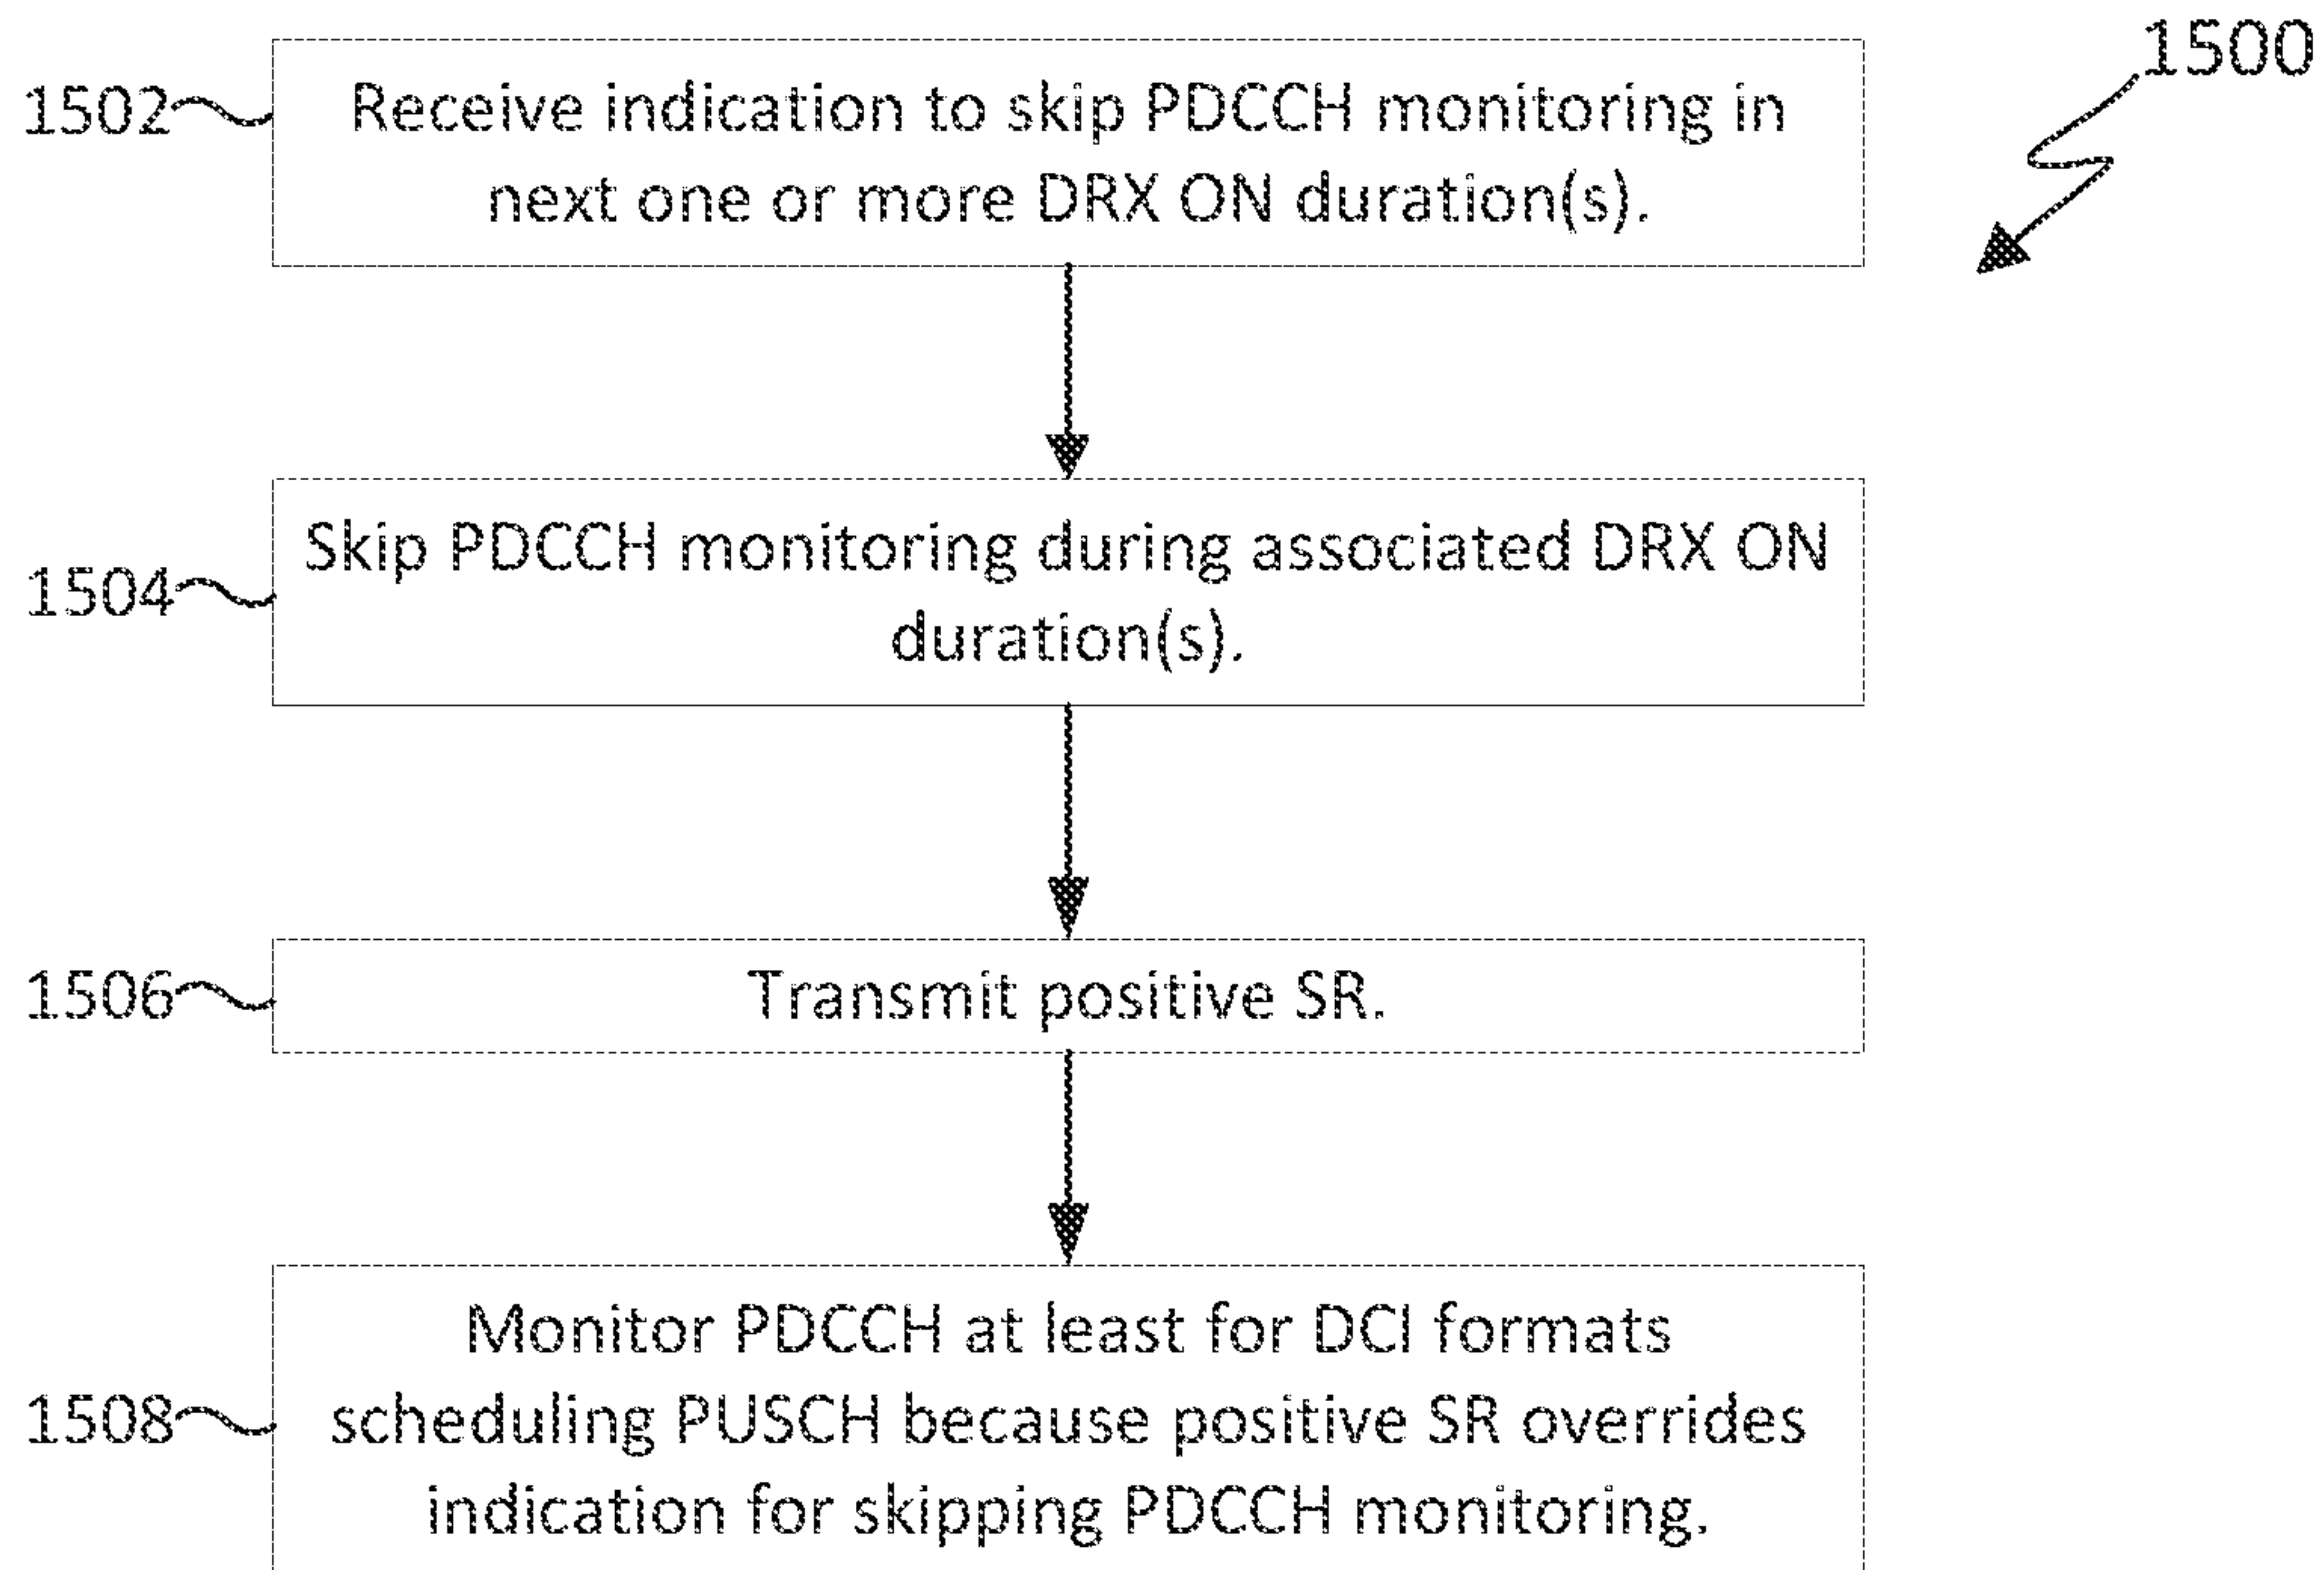 1500
1502
Receive indication to skip PDCCH monitoring in
next one or more DRX ON duration(s).
1504
Skip PDCCH monitoring during associated DRX ON
duration(s).
1506
Transmit positive SR.
1508
Monitor PDCCH at least for DCI formats
scheduling PUSCH because positive SR overrides
indication for skipping PDCCH monitoring.